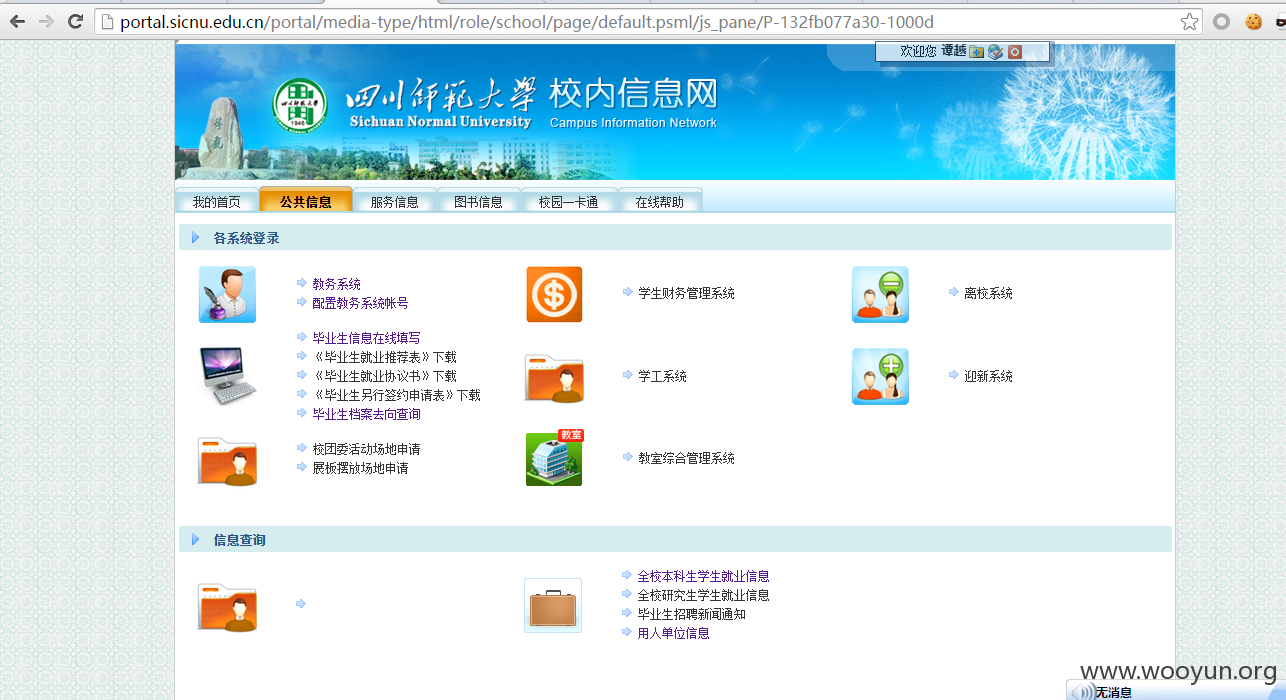 portal.sicnu.edu.cn/portal/media-type/html/role/school/page/default.psml/js_pane/P-132fb077a30-1000d
欢迎您 谭越
四川师范大学 校内信息网
Sichuan Normal University Campus Information Network
1946
我的首页 公共信息 服务信息 图书信息 校园一卡通 在线帮助
各系统登录
教务系统
配置教务系统帐号
学生财务管理系统
离校系统
毕业生信息在线填写
《毕业生就业推荐表》下载
《毕业生就业协议书》下载
《毕业生另行签约申请表》下载
毕业生档案去向查询
学工系统
迎新系统
校团委活动场地申请
展板摆放场地申请
教室
教室综合管理系统
信息查询
全校本科生学生就业信息
全校研究生学生就业信息
毕业生招聘新闻通知
用人单位信息
www.wooyun.org
无消息